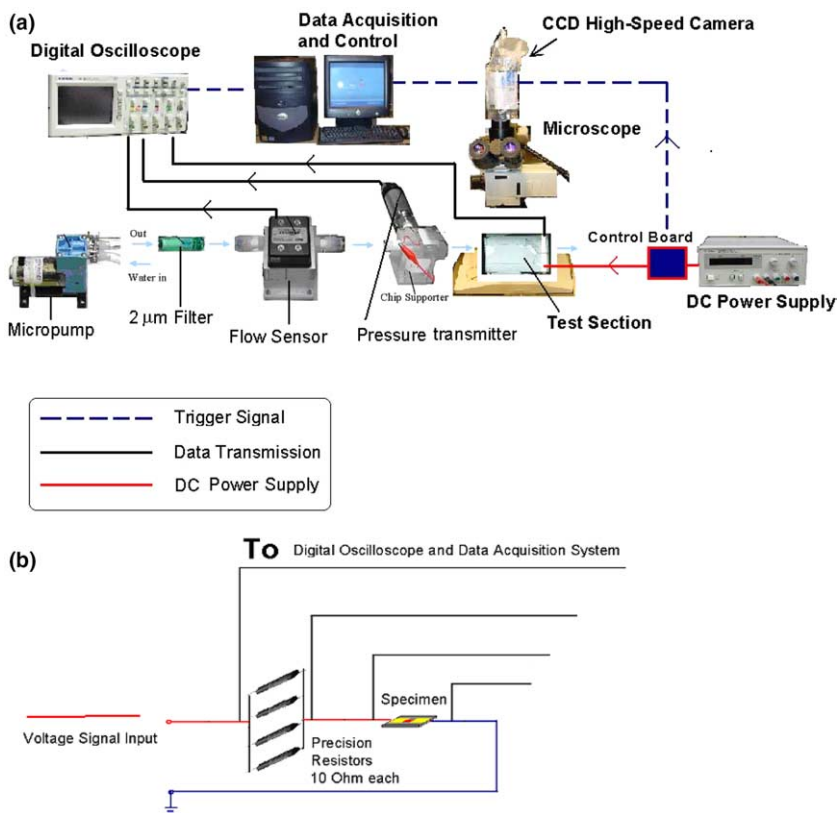 (a)
Digital Oscilloscope
Data Acquisition
and Control
CCD High-Speed Camera
Microscope
Out
Water in
Micropump
2 μm Filter
Flow Sensor
Chip Supporter
Pressure transmitter
Test Section
Control Board
DC Power Supply
Trigger Signal
Data Transmission
DC Power Supply
(b)
To Digital Oscilloscope and Data Acquisition System
Voltage Signal Input
Precision
Resistors
10 Ohm each
Specimen